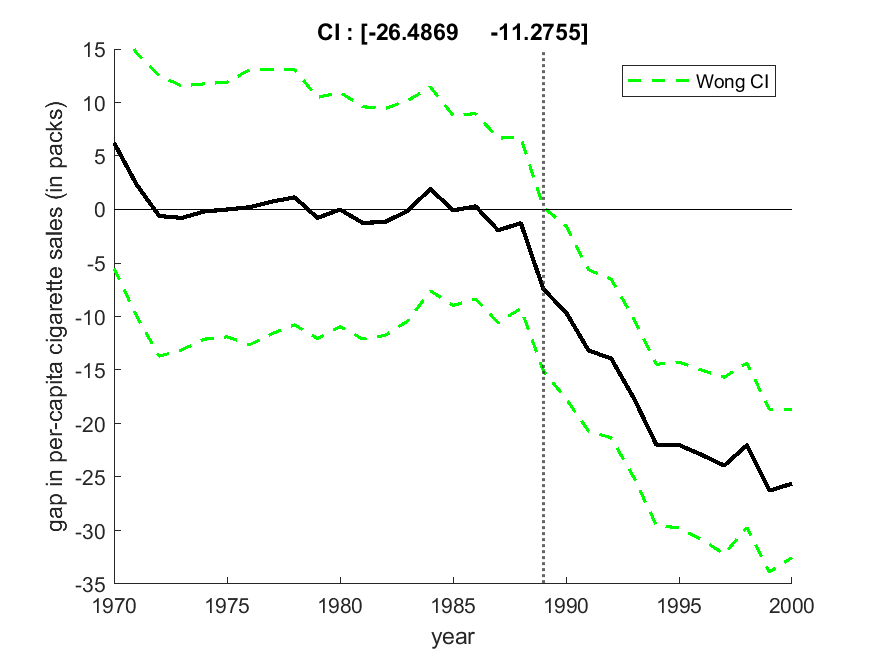 CI : [-26.4869 -11.2755]
Wong CI
gap in per-capita cigarette sales (in packs)
15
10
5
0
-5
-10
-15
-20
-25
-30
-35
1970 1975 1980 1985 1990 1995 2000
year